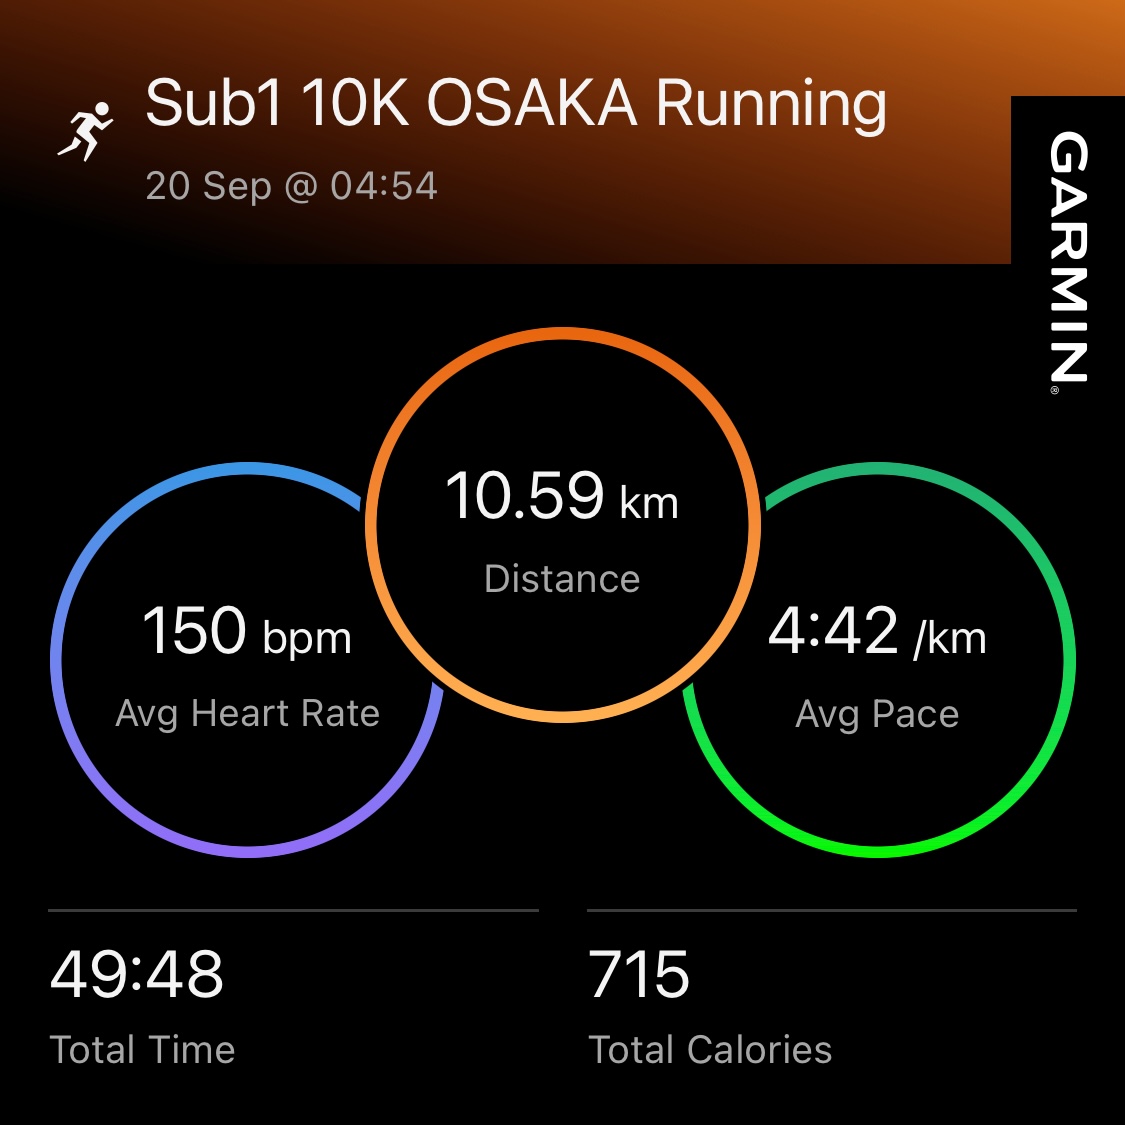 Sub1 10K OSAKA Running
20 Sep @ 04:54
GARMIN®
10.59 km
Distance
150 bpm
Avg Heart Rate
4:42 /km
Avg Pace
49:48
Total Time
715
Total Calories